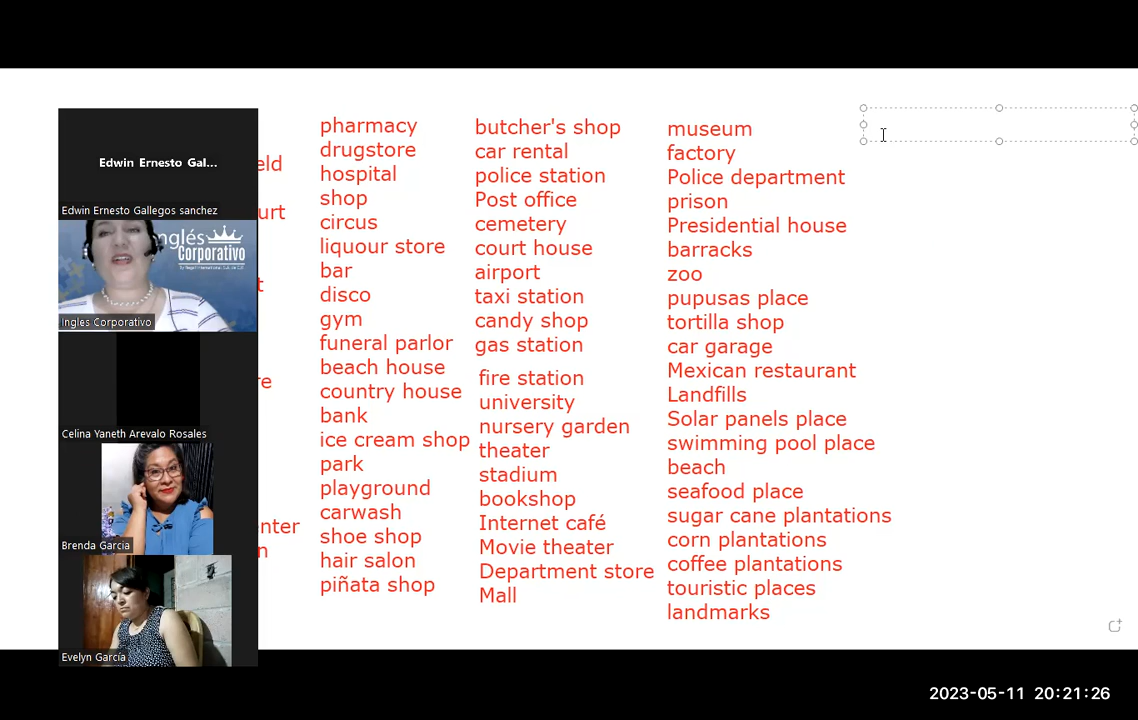 Edwin Ernesto Gal...
Edwin Ernesto Gallegos sanchez
Inglés
Corporativo
Ingles Corporativo
Celina Yaneth Arevalo Rosales
Brenda García
Evelyn García
pharmacy
drugstore
hospital
shop
circus
liquour store
bar
disco
gym
funeral parlor
beach house
country house
bank
ice cream shop
park
playground
carwash
shoe shop
hair salon
piñata shop
butcher's shop
car rental
police station
Post office
cemetery
court house
airport
taxi station
candy shop
gas station
fire station
university
nursery garden
theater
stadium
bookshop
Internet café
Movie theater
Department store
Mall
museum
factory
Police department
prison
Presidential house
barracks
zoo
pupusas place
tortilla shop
car garage
Mexican restaurant
Landfills
Solar panels place
swimming pool place
beach
seafood place
sugar cane plantations
corn plantations
coffee plantations
touristic places
landmarks
2023-05-11 20:21:26